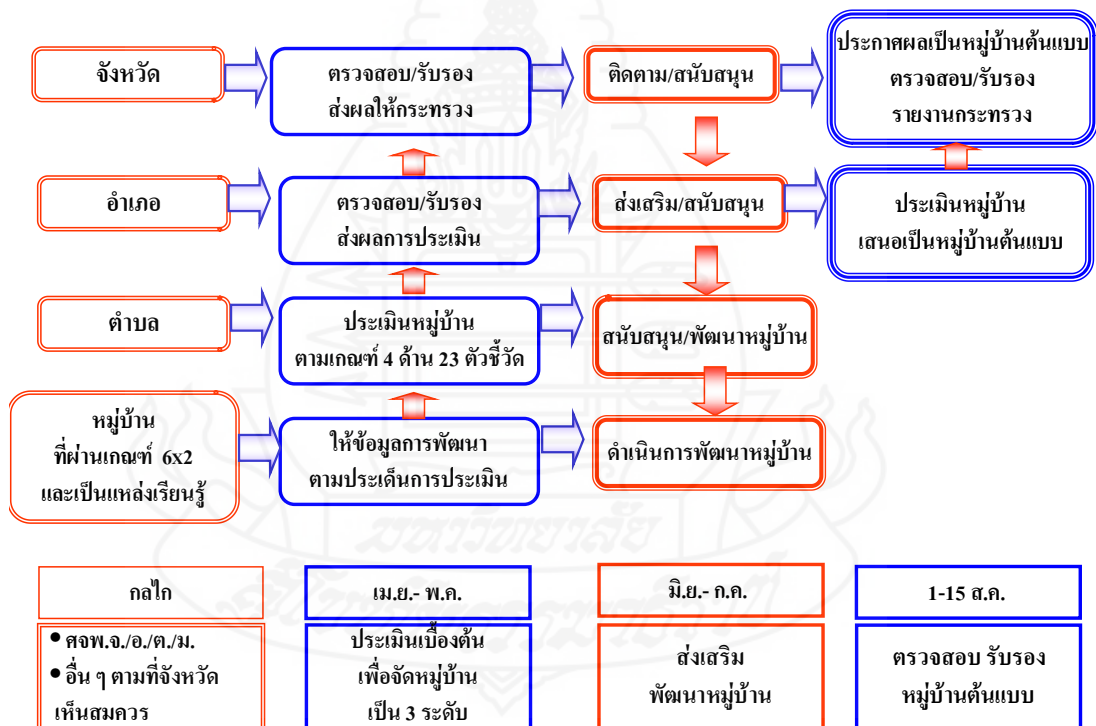 จังหวัด
ตรวจสอบ/รับรอง
ส่งผลให้กระทรวง
ติดตาม/สนับสนุน
ประกาศผลเป็นหมู่บ้านต้นแบบ
ตรวจสอบ/รับรอง
รายงานกระทรวง
อำเภอ
ตรวจสอบ/รับรอง
ส่งผลการประเมิน
ส่งเสริม/สนับสนุน
ประเมินหมู่บ้าน
เสนอเป็นหมู่บ้านต้นแบบ
ตำบล
ประเมินหมู่บ้าน
ตามเกณฑ์ 4 ด้าน 23 ตัวชี้วัด
สนับสนุน/พัฒนาหมู่บ้าน
หมู่บ้าน
ที่ผ่านเกณฑ์ 6x2
และเป็นแหล่งเรียนรู้
ให้ข้อมูลการพัฒนา
ตามประเด็นการประเมิน
ดำเนินการพัฒนาหมู่บ้าน
กลไก
เม.ย.- พ.ค.
มิ.ย.- ก.ค.
1-15 ส.ค.
• ศจพ.จ./อ./ต./ม.
• อื่น ๆ ตามที่จังหวัด
เห็นสมควร
ประเมินเบื้องต้น
เพื่อจัดหมู่บ้าน
เป็น 3 ระดับ
ส่งเสริม
พัฒนาหมู่บ้าน
ตรวจสอบ รับรอง
หมู่บ้านต้นแบบ